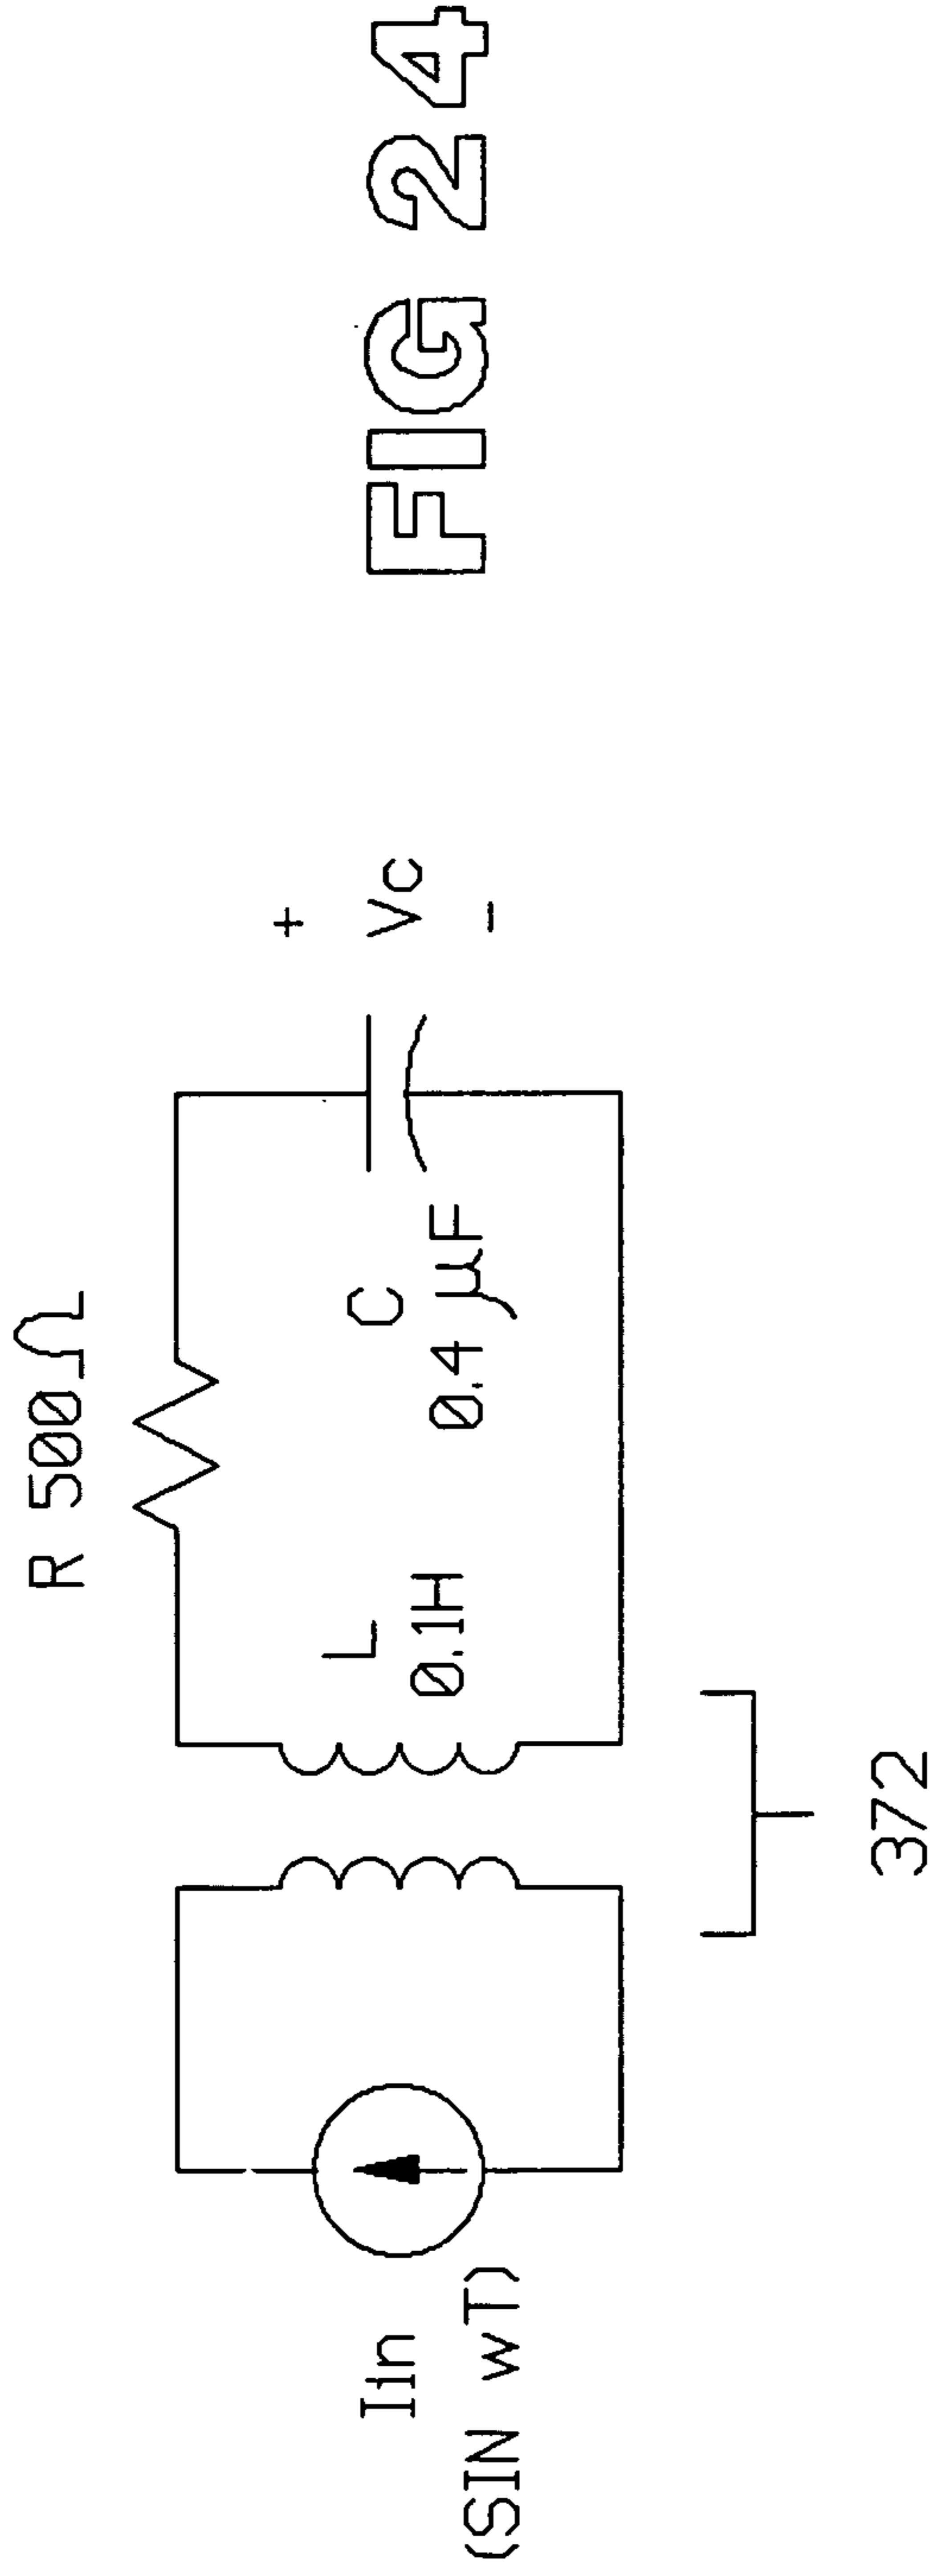 R 500Ω
Iin
(SIN wT)
L
0.1H
C
0.4 µF
+
Vc
-
372
FIG 24